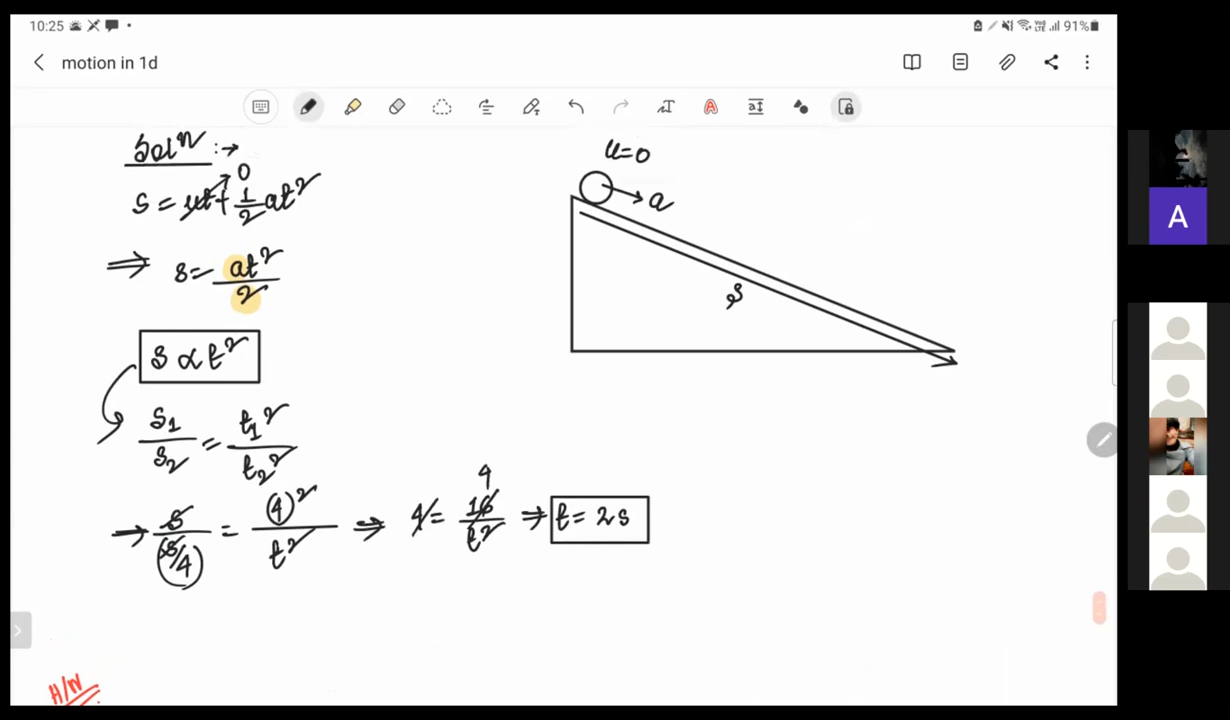 10:25
91%
motion in 1d
A
Solⁿ :→
u=0
0
s = ut + 1/2 at²
a
⇒ s = at²/2
s
s ∝ t²
s₁/s₂ = t₁²/t₂²
4
→ s/(s/4) = (4)²/t² ⇒ 4 = 16/t² ⇒ t = 2s
H/W